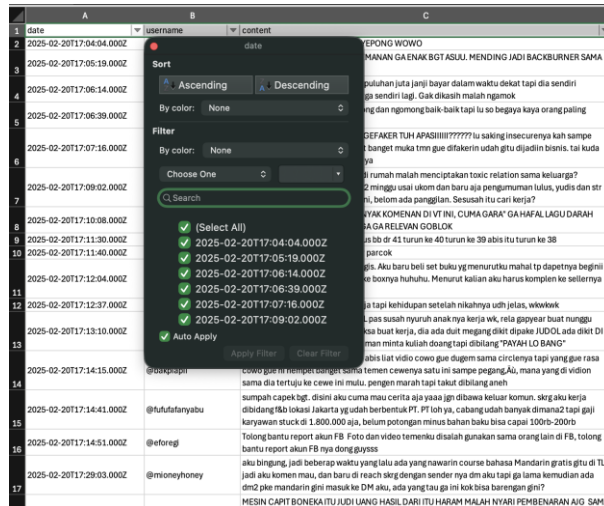 A B C
1 date username content
2 2025-02-20T17:04:04.000Z YEPONG WOWO
date
3 2025-02-20T17:05:19.000Z MANAN GA ENAK BGT ASUU. MENDING JADI BACKBURNER SAMA
Sort
Ascending Descending
4 2025-02-20T17:06:14.000Z puluhan juta janji bayar dalam waktu dekat tapi dia sendiri
ga sendiri lagi. Gak dikasih malah ngamok
By color: None
5 2025-02-20T17:06:39.000Z ang dan ngomong baik-baik tapi lu so begaya kaya orang paling
Filter
By color: None
6 2025-02-20T17:07:16.000Z GEFAKER TUH APASIIIIII?????? lu saking insecurenya kah sampe
t banget muka tmn gue difakerin udah gitu dijadiin bisnis. tai kuda
ya
Choose One
7 2025-02-20T17:09:02.000Z di rumah malah menciptakan toxic relation sama keluarga?
2 minggu usai ukom dan baru aja pengumuman lulus, yudis dan str
ni, belom ada panggilan. Sesusah itu cari kerja?
Search
8 2025-02-20T17:10:08.000Z NYAK KOMENAN DI VT INI, CUMA GARA" GA HAFAL LAGU DARAH
GA GA RELEVAN GOBLOK
(Select All)
9 2025-02-20T17:11:30.000Z us bb dr 41 turun ke 40 turun ke 39 abis itu turun ke 38
2025-02-20T17:04:04.000Z
10 2025-02-20T17:11:40.000Z parcok
2025-02-20T17:05:19.000Z
11 2025-02-20T17:12:04.000Z gis. Aku baru beli set buku yg menurutku mahal tp dapetnya beginii
ke boxnya huhuhu. Menurut kalian aku harus komplen ke sellernya
2025-02-20T17:06:14.000Z
2025-02-20T17:06:39.000Z
12 2025-02-20T17:12:37.000Z ja tapi kehidupan setelah nikahnya udh jelas, wkwkwk
2025-02-20T17:07:16.000Z
2025-02-20T17:09:02.000Z
13 2025-02-20T17:13:10.000Z L pas susah nyuruh anak nya kerja wk, rela gapyear buat nunggu
ksa buat kerja, dia ada duit megang dikit dipake JUDOL ada dikit DI
man minta kuliah doang tapi dibilang "PAYAH LO BANG"
Auto Apply
Apply Filter Clear Filter
14 2025-02-20T17:14:15.000Z @bakpiapii abis liat vidio cowo gue dugem sama circlenya tapi yang gue rasa
cowo gue ni nempel banget sama temen cewenya satu ini sampe pegang‚Äù, mana yang di vidion
sama dia tertuju ke cewe ini mulu. pengen marah tapi takut dibilang aneh
15 2025-02-20T17:14:41.000Z @fufufafanyabu sumpah capek bgt. disini aku cuma mau cerita aja yaaa jgn dibawa keluar komun. skrg aku kerja
dibidang f&b lokasi Jakarta yg udah berbentuk PT. PT loh ya, cabang udah banyak dimana2 tapi gaji
karyawan stuck di 1.800.000 aja, belum potongan minus bahan baku bisa capai 100rb-200rb
16 2025-02-20T17:14:51.000Z @eforegi Tolong bantu report akun FB Foto dan video temenku disalah gunakan sama orang lain di FB, tolong
bantu report akun FB nya dong guysss
17 2025-02-20T17:29:03.000Z @mioneyhoney aku bingung, jadi beberap waktu yang lalu ada yang nawarin course bahasa Mandarin gratis gitu di TL
jadi aku komen mau, dan baru di reach skrg dengan sender nya dm aku tapi ga lama kemudian ada
dm2 pke mandarin gini masuk ke DM aku, ada yang tau ga ini kok bisa barengan gini?
MESIN CAPIT BONEKA ITU JUDI UANG HASIL DARI ITU HARAM MALAH NYARI PEMBENARAN AJG SAM